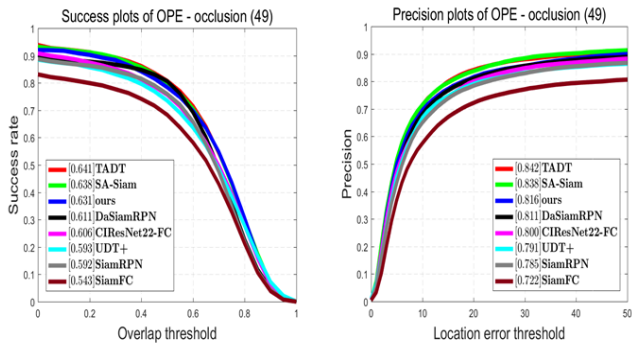 Success plots of OPE - occlusion (49)
Success rate
1
0.9
0.8
0.7
0.6
0.5
0.4
0.3
0.2
0.1
0
[0.641]TADT
[0.638]SA-Siam
[0.631]ours
[0.611]DaSiamRPN
[0.606]CIResNet22-FC
[0.593]UDT+
[0.592]SiamRPN
[0.543]SiamFC
0 0.2 0.4 0.6 0.8 1
Overlap threshold
Precision plots of OPE - occlusion (49)
Precision
1
0.9
0.8
0.7
0.6
0.5
0.4
0.3
0.2
0.1
0
[0.842]TADT
[0.838]SA-Siam
[0.816]ours
[0.811]DaSiamRPN
[0.800]CIResNet22-FC
[0.791]UDT+
[0.785]SiamRPN
[0.722]SiamFC
0 10 20 30 40 50
Location error threshold